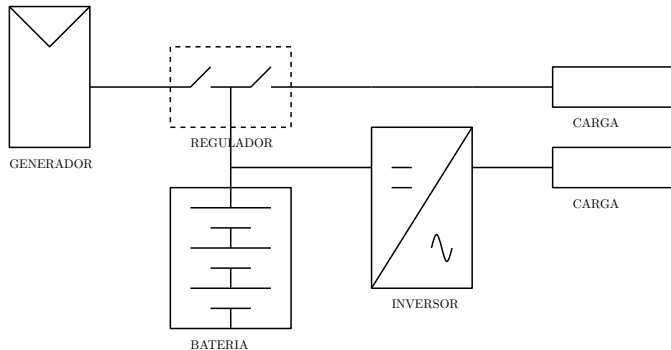 CARGA
REGULADOR
GENERADOR
CARGA
INVERSOR
BATERIA